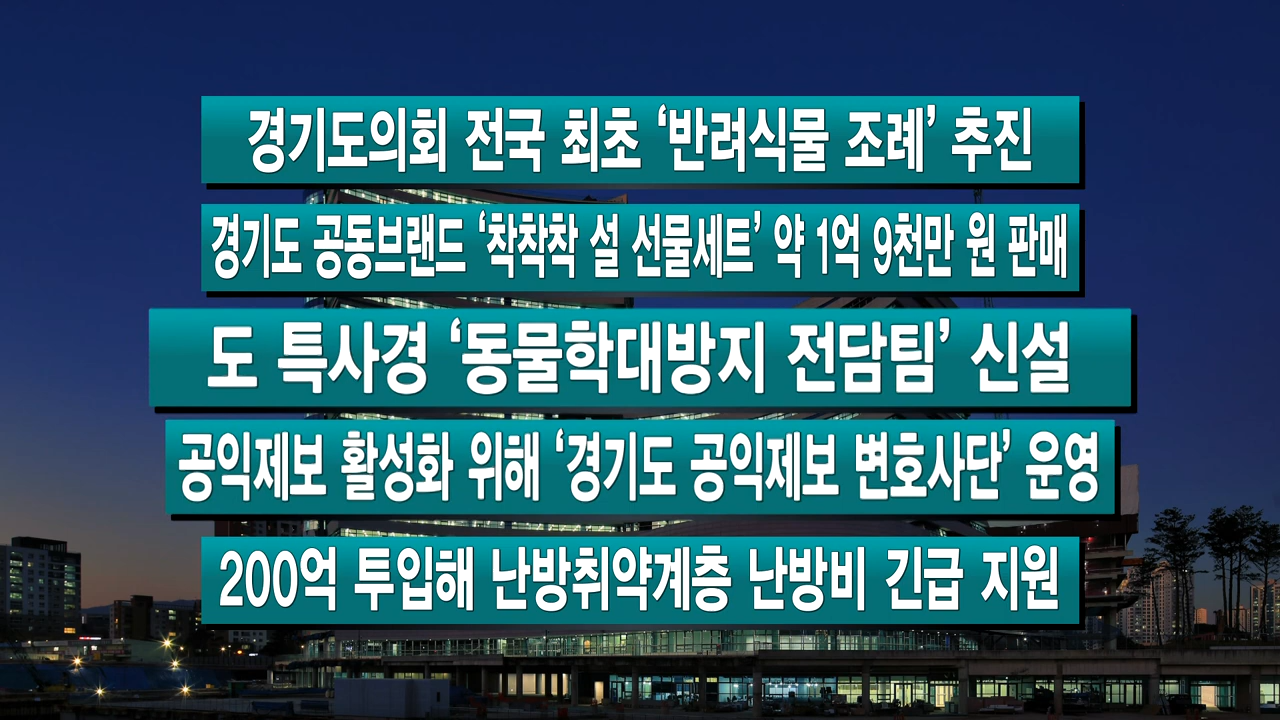 경기도의회 전국 최초 ‘반려식물 조례’ 추진
경기도 공동브랜드 ‘착착착 설 선물세트’ 약 1억 9천만 원 판매
도 특사경 ‘동물학대방지 전담팀’ 신설
공익제보 활성화 위해 ‘경기도 공익제보 변호사단’ 운영
200억 투입해 난방취약계층 난방비 긴급 지원